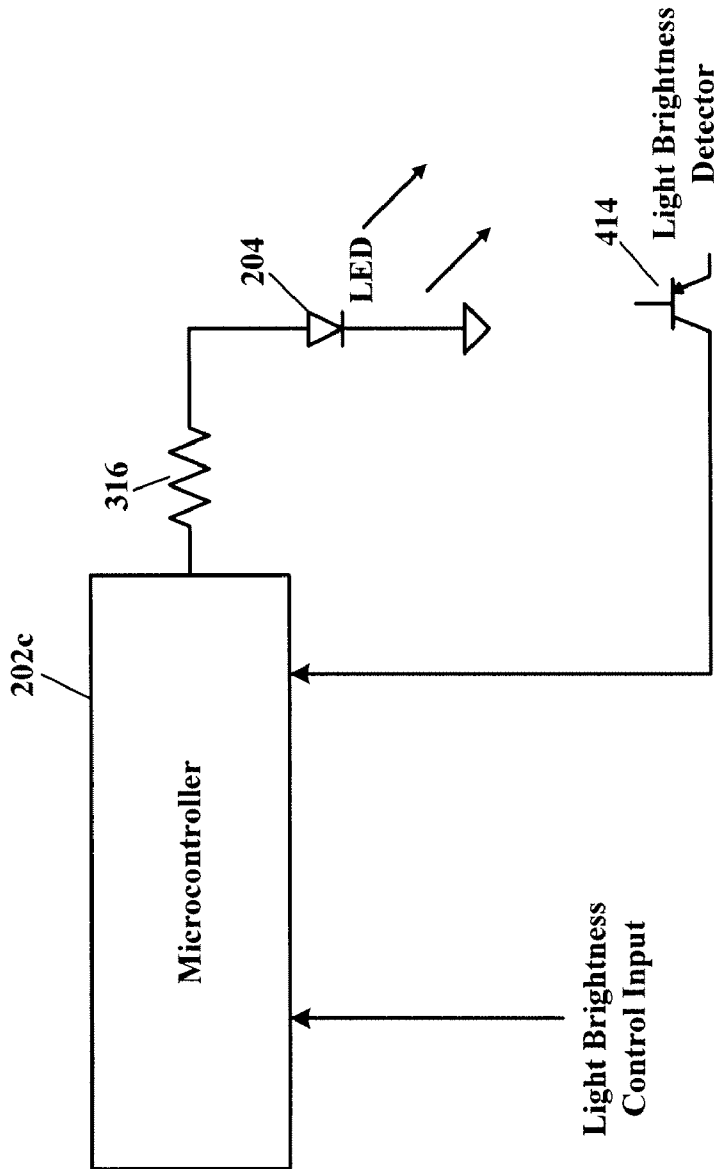 202c
316
204
LED
Microcontroller
414
Light Brightness
Detector
Light Brightness
Control Input